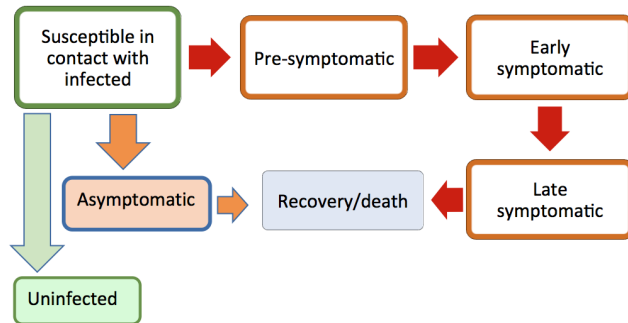 Susceptible in
contact with
infected
Pre-symptomatic
Early
symptomatic
Asymptomatic
Recovery/death
Late
symptomatic
Uninfected